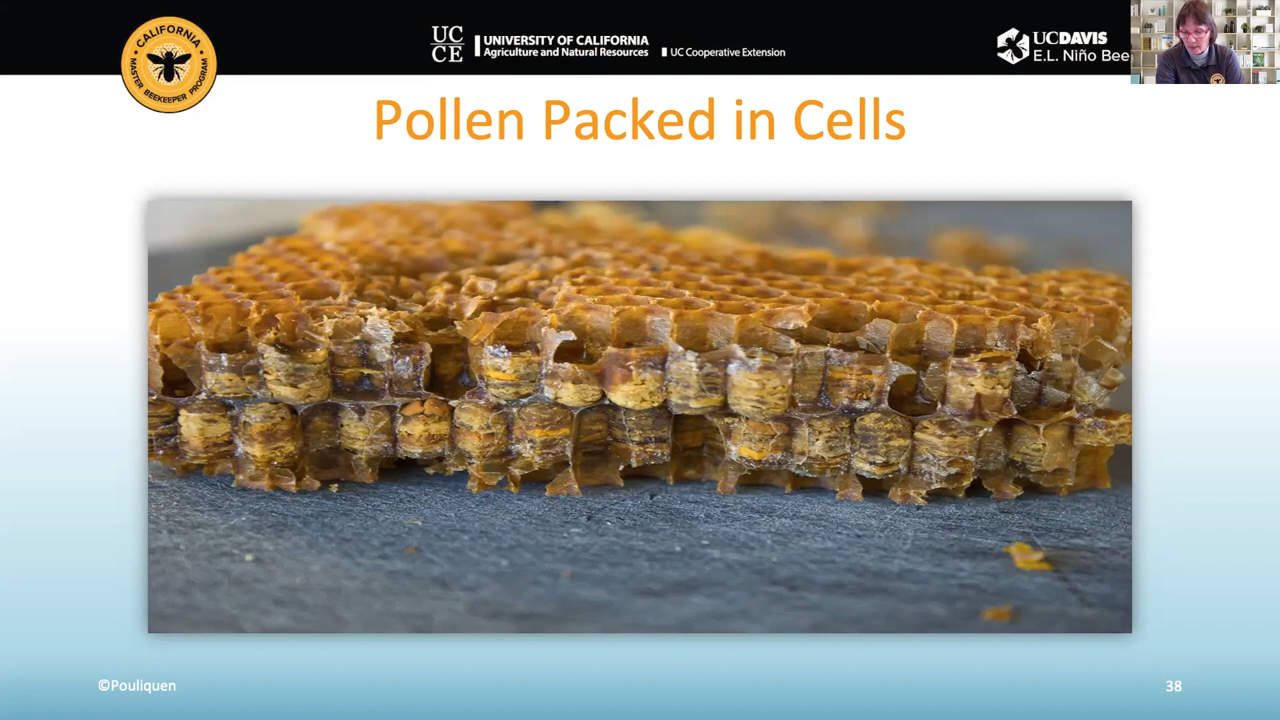 CALIFORNIA
MASTER BEEKEEPER PROGRAM
UC
CE
UNIVERSITY OF CALIFORNIA
Agriculture and Natural Resources
UC Cooperative Extension
UCDAVIS
E.L. Niño Bee
Pollen Packed in Cells
©Pouliquen
38